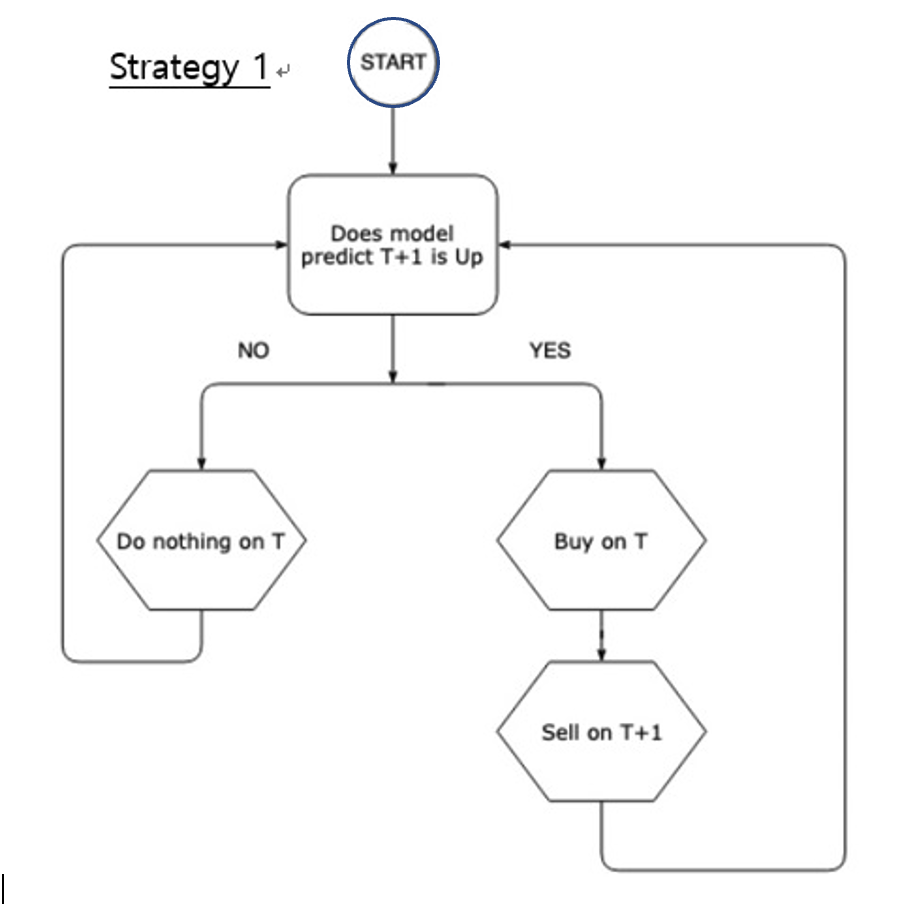 Strategy 1
START
Does model
predict T+1 is Up
NO
YES
Do nothing on T
Buy on T
Sell on T+1